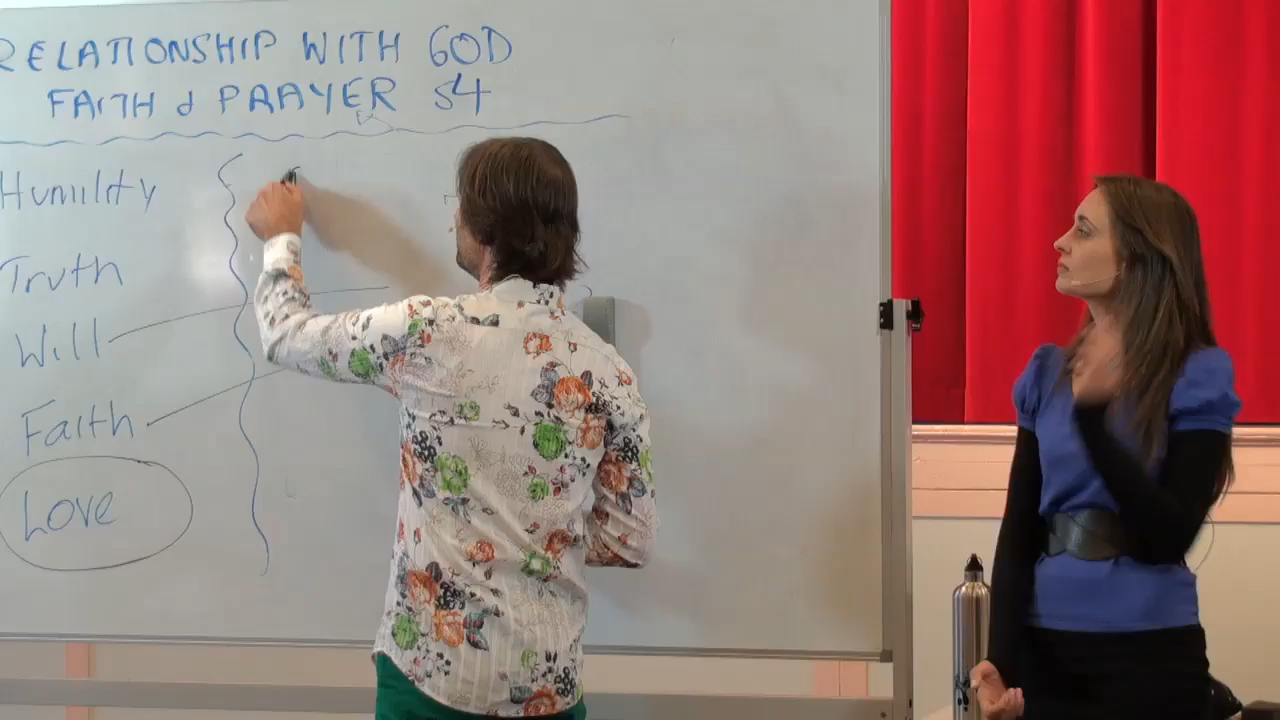 RELATIONSHIP WITH GOD
FAITH & PRAYER S4
Humility
Truth
Will
Faith
Love